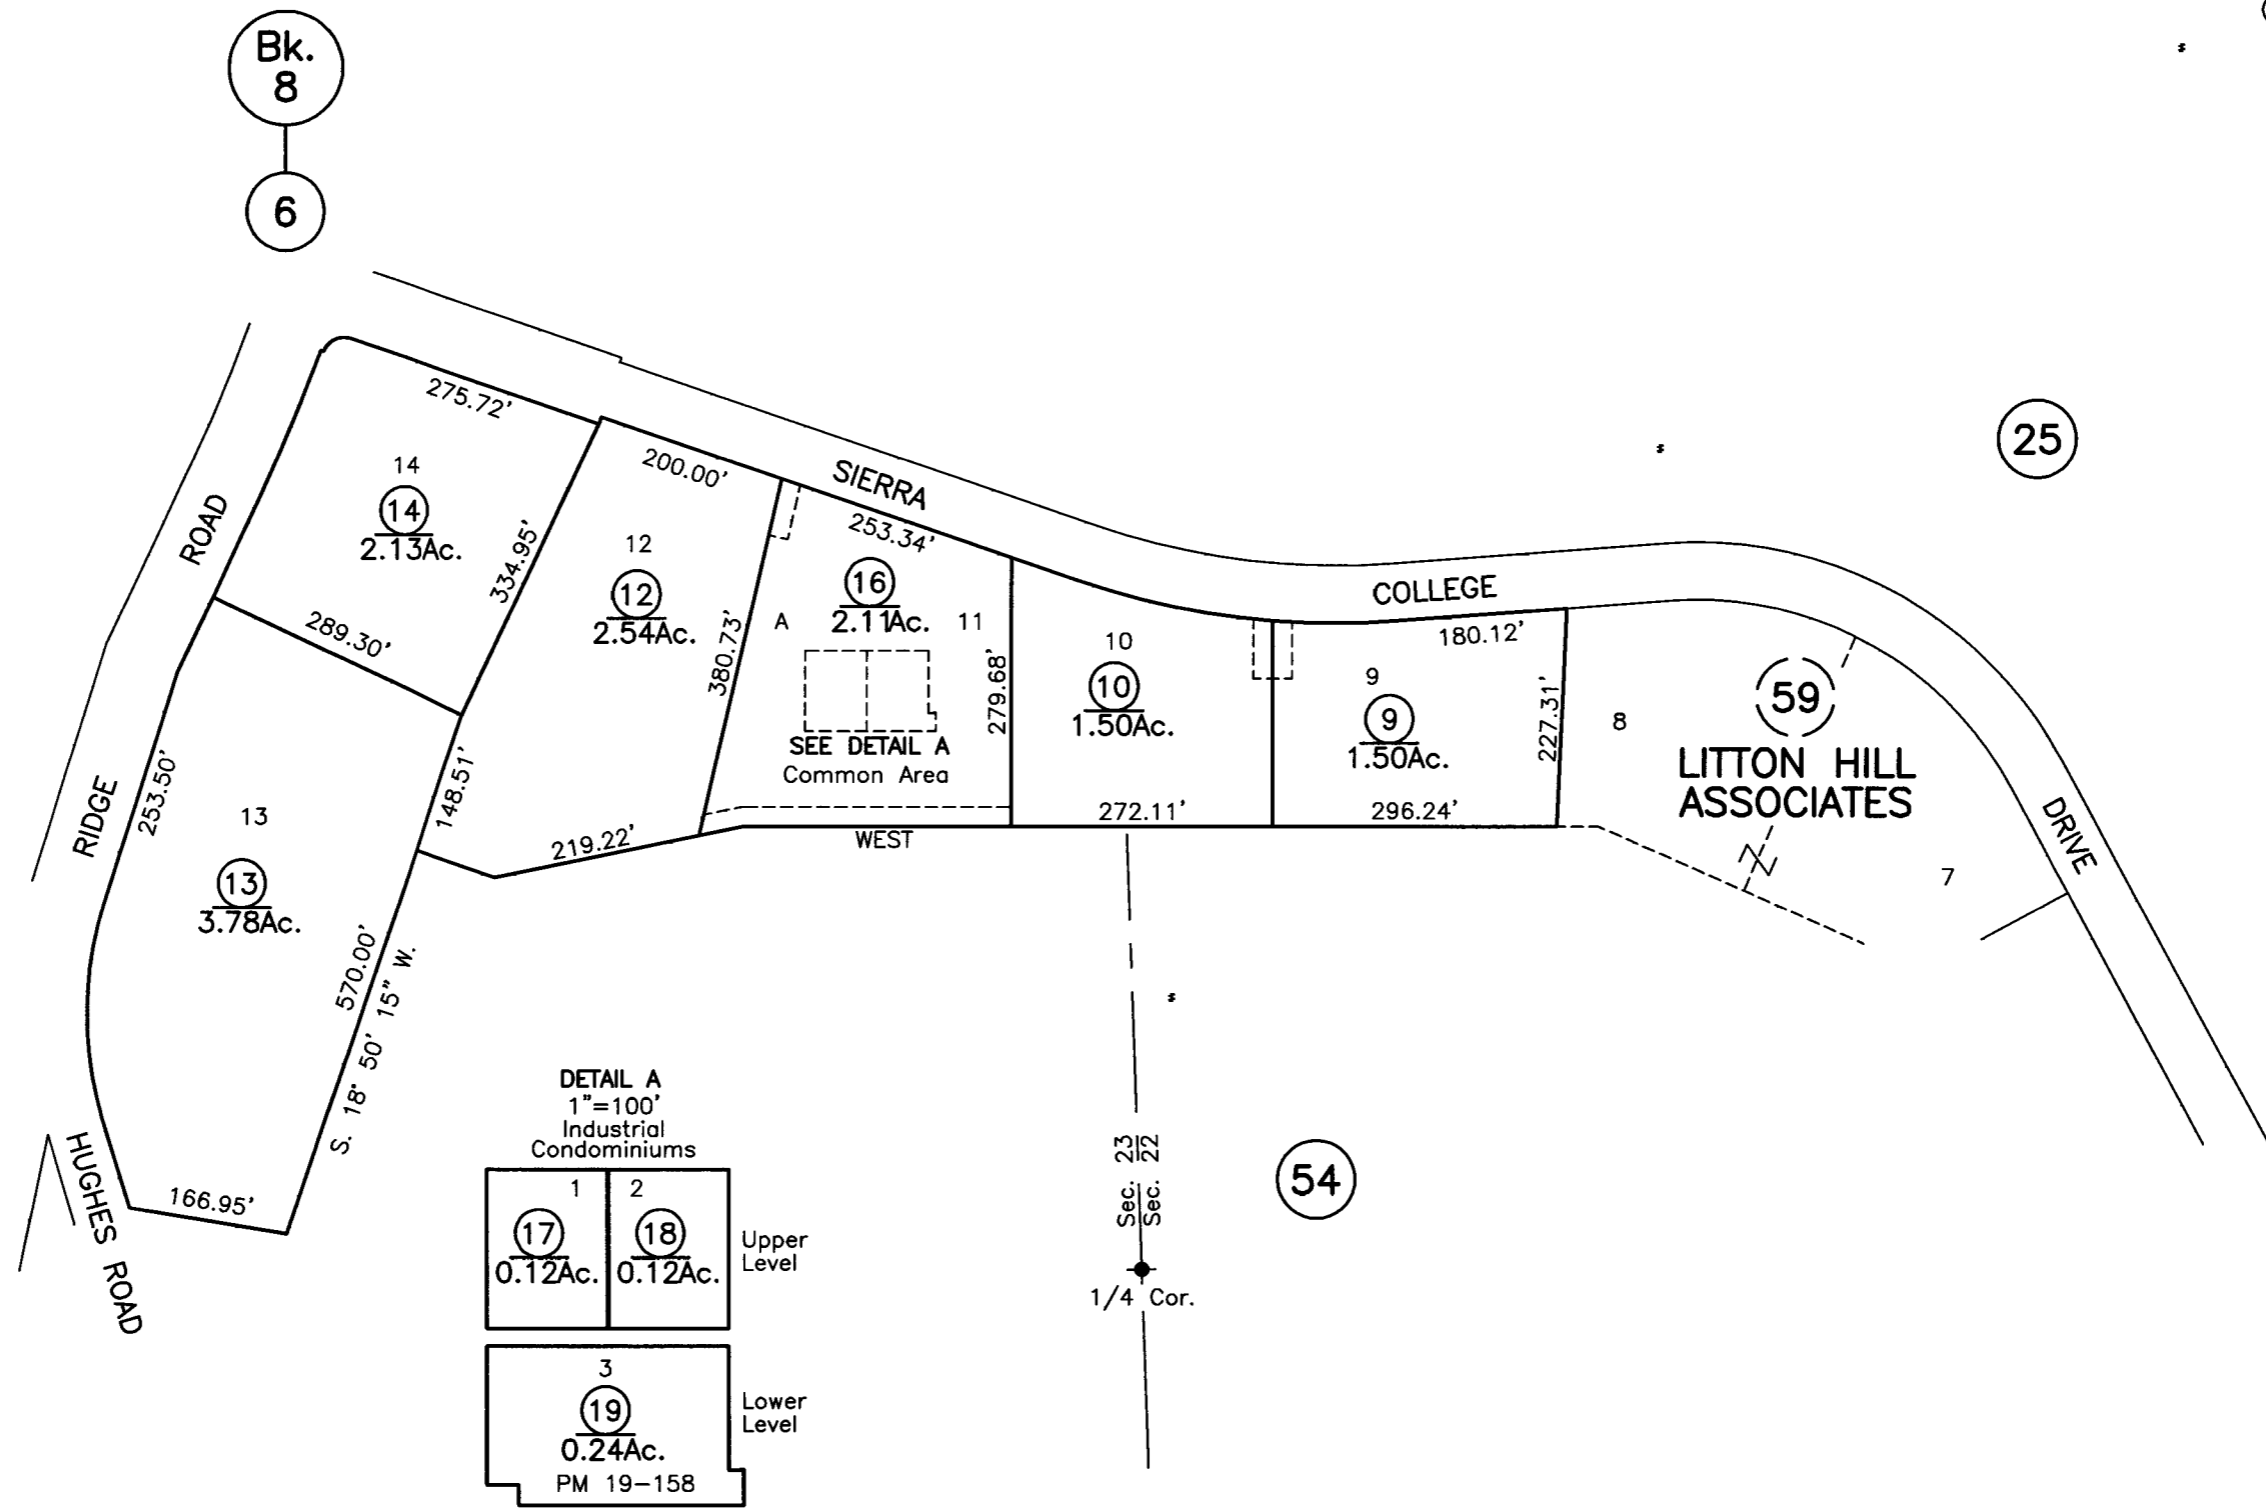 Bk.
8
6
25
275.72'
14
14
2.13Ac.
334.95'
289.30'
ROAD
RIDGE
200.00'
12
12
2.54Ac.
380.73'
148.51'
219.22'
SIERRA
253.34'
A
16
2.11Ac.
11
279.68'
SEE DETAIL A
Common Area
WEST
COLLEGE
10
10
1.50Ac.
272.11'
180.12'
9
9
1.50Ac.
227.31'
296.24'
8
59
LITTON HILL
ASSOCIATES
7
DRIVE
253.50'
13
13
3.78Ac.
570.00'
S. 18° 50' 15" W.
166.95'
HUGHES ROAD
DETAIL A
1"=100'
Industrial
Condominiums
1
17
0.12Ac.
2
18
0.12Ac.
Upper
Level
3
19
0.24Ac.
PM 19-158
Lower
Level
Sec. 23
Sec. 22
1/4 Cor.
54